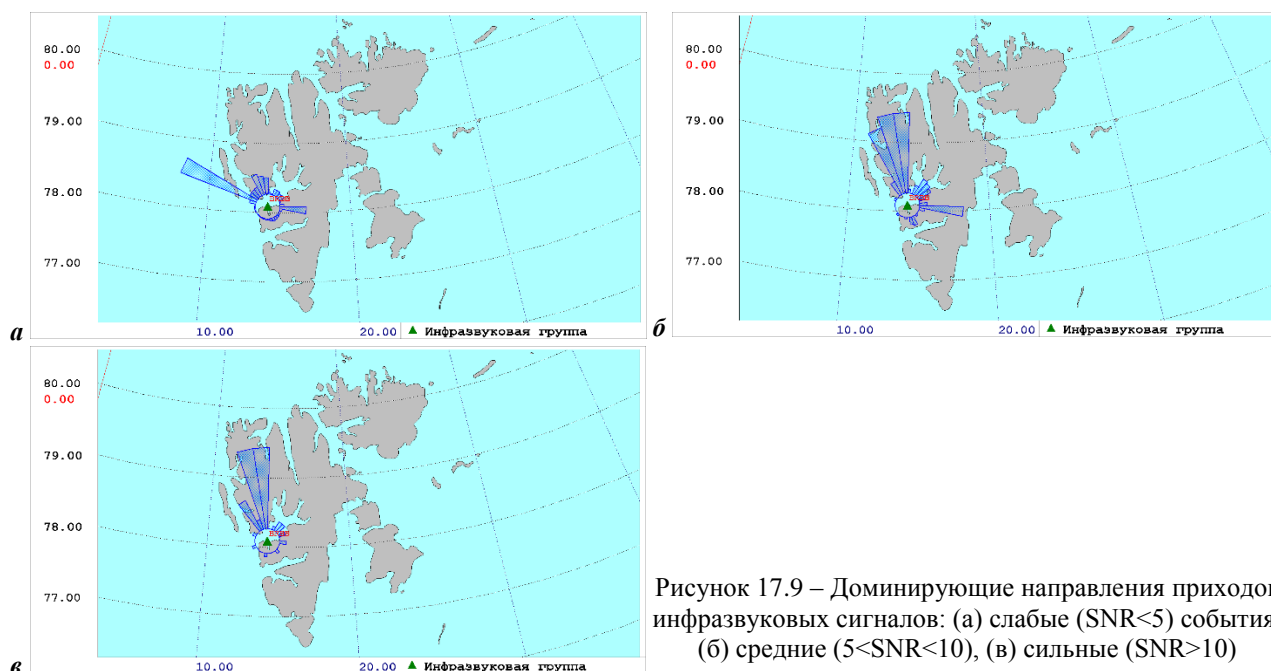 80.00
0.00
79.00
78.00
77.00
10.00
20.00
▲ Инфразвуковая группа
а
80.00
0.00
79.00
78.00
77.00
10.00
20.00
▲ Инфразвуковая группа
б
80.00
0.00
79.00
78.00
77.00
10.00
20.00
▲ Инфразвуковая группа
в
Рисунок 17.9 – Доминирующие направления приходо
инфразвуковых сигналов: (а) слабые (SNR<5) события
(б) средние (5<SNR<10), (в) сильные (SNR>10)